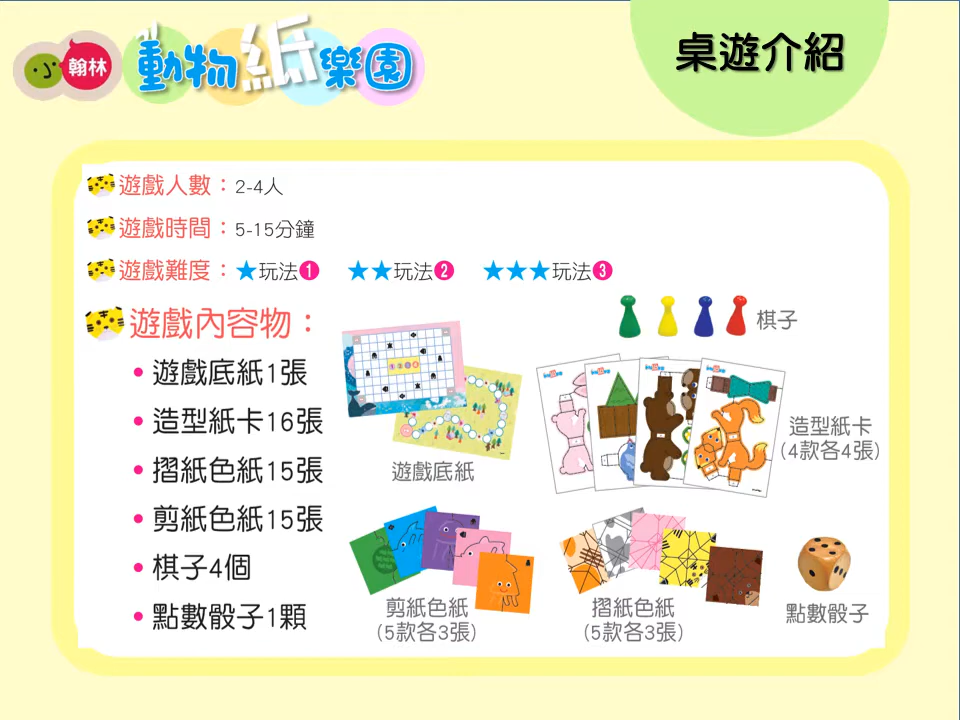 翰林
動物紙樂園
桌遊介紹
遊戲人數：2-4人
遊戲時間：5-15分鐘
遊戲難度：★玩法❶ ★★玩法❷ ★★★玩法❸
遊戲內容物：
• 遊戲底紙1張
• 造型紙卡16張
• 摺紙色紙15張
• 剪紙色紙15張
• 棋子4個
• 點數骰子1顆
棋子
遊戲底紙
造型紙卡
(4款各4張)
剪紙色紙
(5款各3張)
摺紙色紙
(5款各3張)
點數骰子